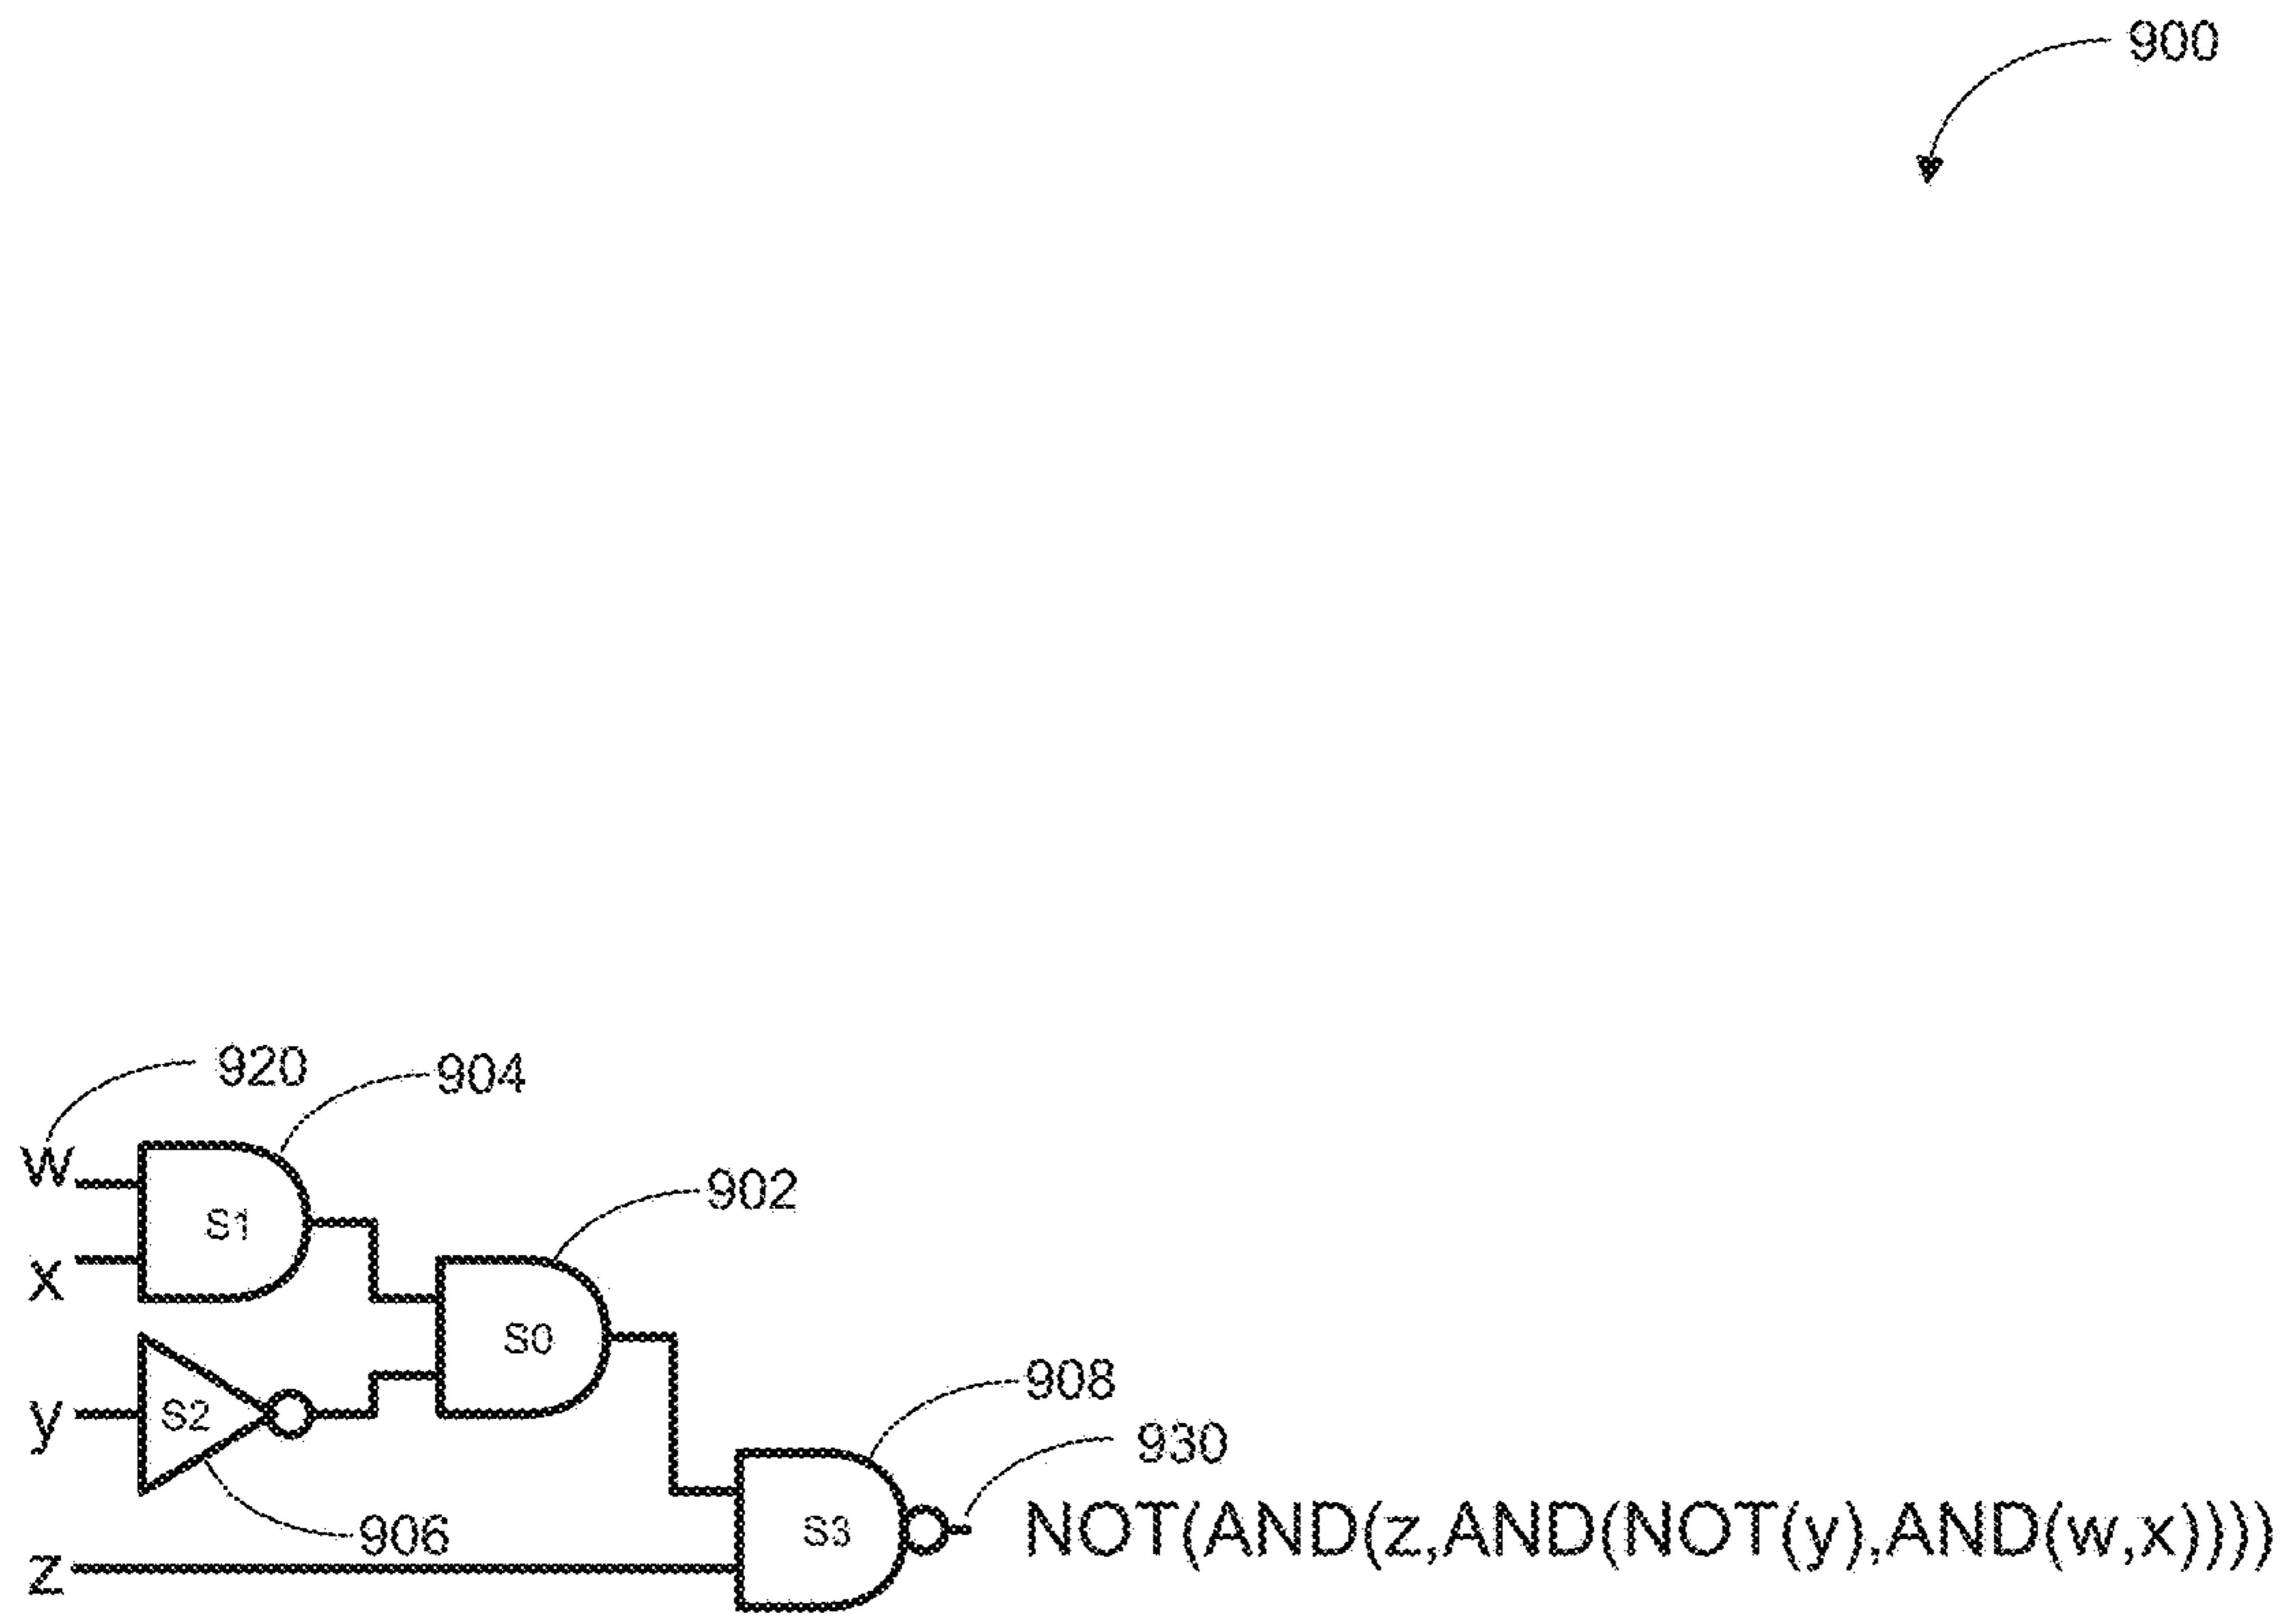 900
920
904
w
902
S1
x
S0
908
y
S2
930
906
S3
NOT(AND(z,AND(NOT(y),AND(w,x))))
z